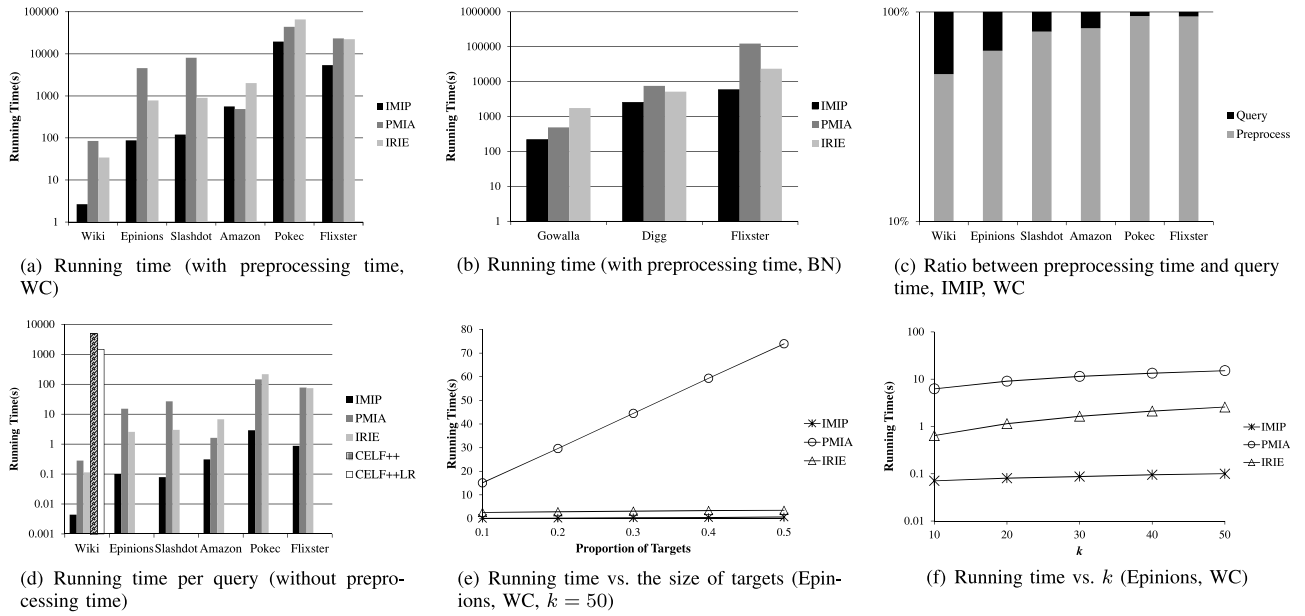 100000
10000
1000
100
10
1
Running Time(s)
Wiki Epinions Slashdot Amazon Pokec Flixster
IMIP
PMIA
IRIE
(a) Running time (with preprocessing time,
WC)
1000000
100000
10000
1000
100
10
1
Running Time(s)
Gowalla Digg Flixster
IMIP
PMIA
IRIE
(b) Running time (with preprocessing time, BN)
100%
10%
Wiki Epinions Slashdot Amazon Pokec Flixster
Query
Preprocess
(c) Ratio between preprocessing time and query
time, IMIP, WC
10000
1000
100
10
1
0.1
0.01
0.001
Running Time(s)
Wiki Epinions Slashdot Amazon Pokec Flixster
IMIP
PMIA
IRIE
CELF++
CELF++LR
(d) Running time per query (without prepro-
cessing time)
80
70
60
50
40
30
20
10
0
Running Time(s)
0.1 0.2 0.3 0.4 0.5
Proportion of Targets
IMIP
PMIA
IRIE
(e) Running time vs. the size of targets (Epin-
ions, WC, k = 50)
100
10
1
0.1
0.01
Running Time(s)
10 20 30 40 50
k
IMIP
PMIA
IRIE
(f) Running time vs. k (Epinions, WC)